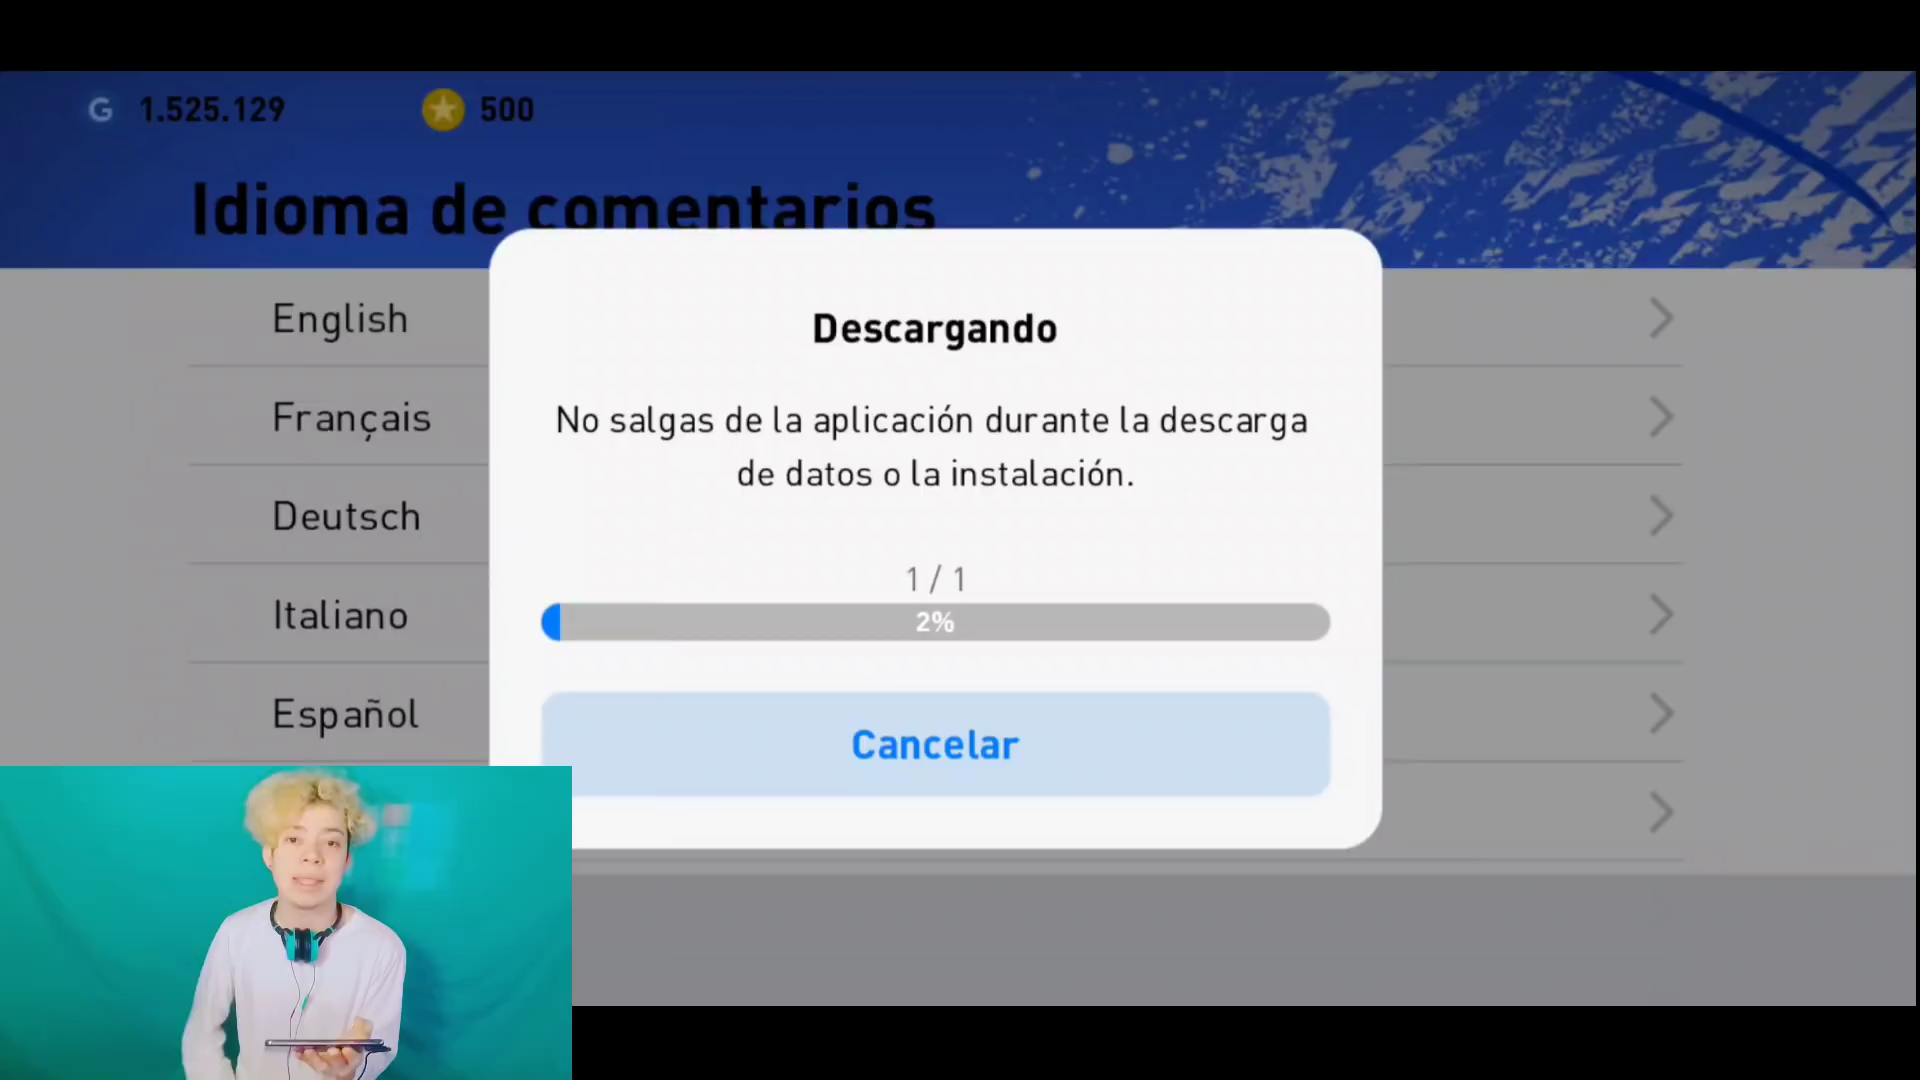 G 1.525.129 500
Idioma de comentarios
English
Français
Deutsch
Italiano
Español
Descargando
No salgas de la aplicación durante la descarga
de datos o la instalación.
1 / 1
2%
Cancelar